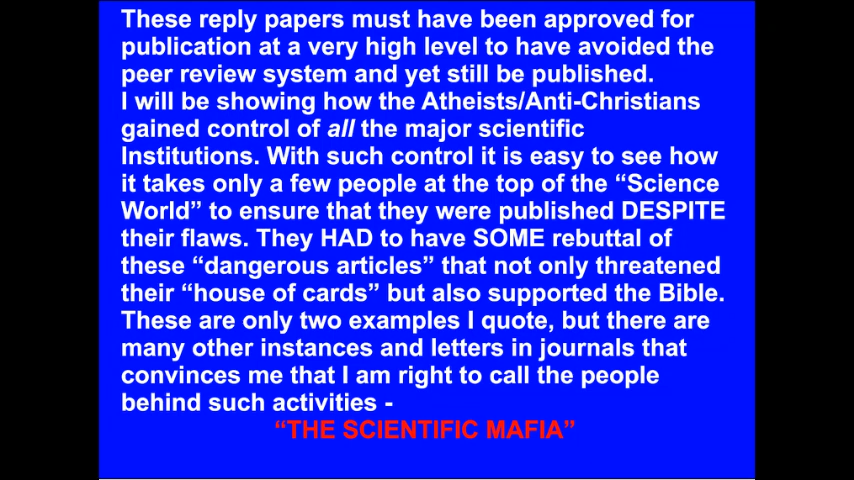 These reply papers must have been approved for
publication at a very high level to have avoided the
peer review system and yet still be published.
I will be showing how the Atheists/Anti-Christians
gained control of all the major scientific
Institutions. With such control it is easy to see how
it takes only a few people at the top of the “Science
World” to ensure that they were published DESPITE
their flaws. They HAD to have SOME rebuttal of
these “dangerous articles” that not only threatened
their “house of cards” but also supported the Bible.
These are only two examples I quote, but there are
many other instances and letters in journals that
convinces me that I am right to call the people
behind such activities -
“THE SCIENTIFIC MAFIA”